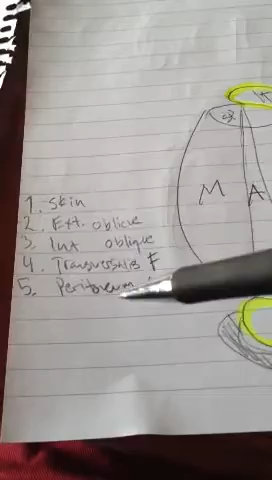 1. Skin
2. Ext. oblique
3. Int oblique
4. Transversalis F
5. Peritoneum
M A